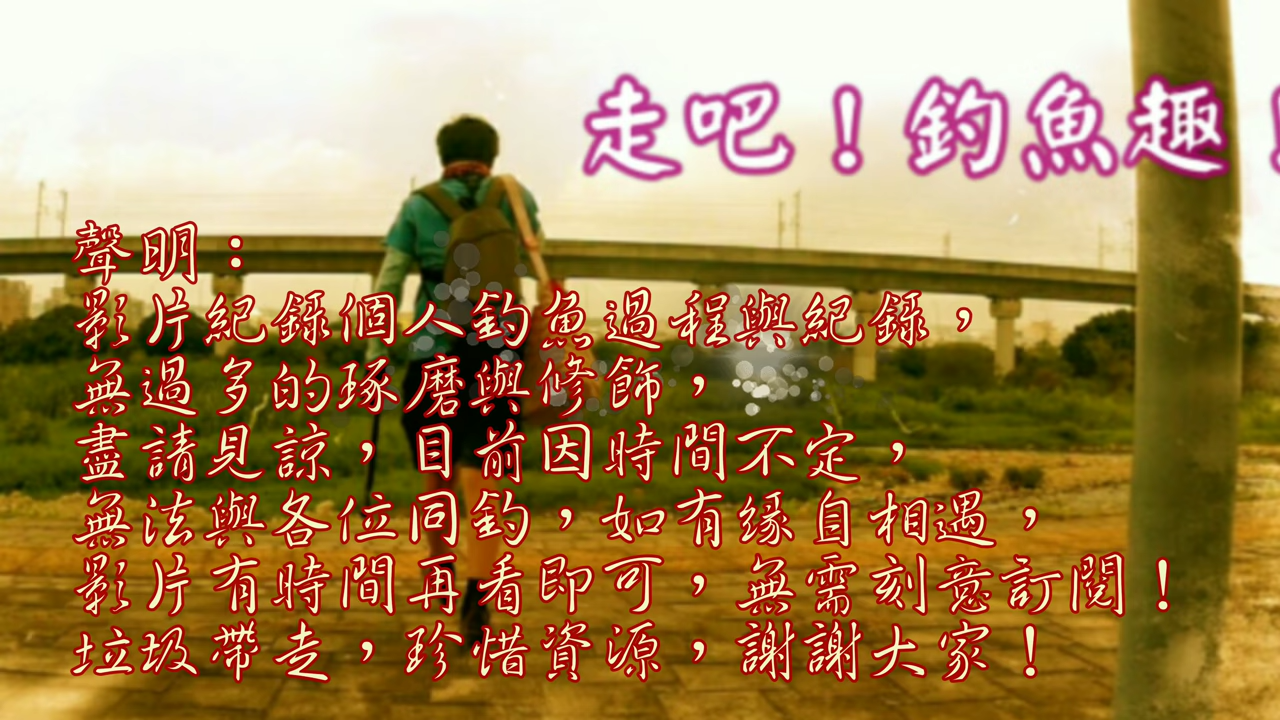 走吧！釣魚趣！
聲明：
影片紀錄個人釣魚過程與紀錄，
無過多的琢磨與修飾，
盡請見諒，目前因時間不定，
無法與各位同釣，如有緣自相遇，
影片有時間再看即可，無需刻意訂閱！
垃圾帶走，珍惜資源，謝謝大家！